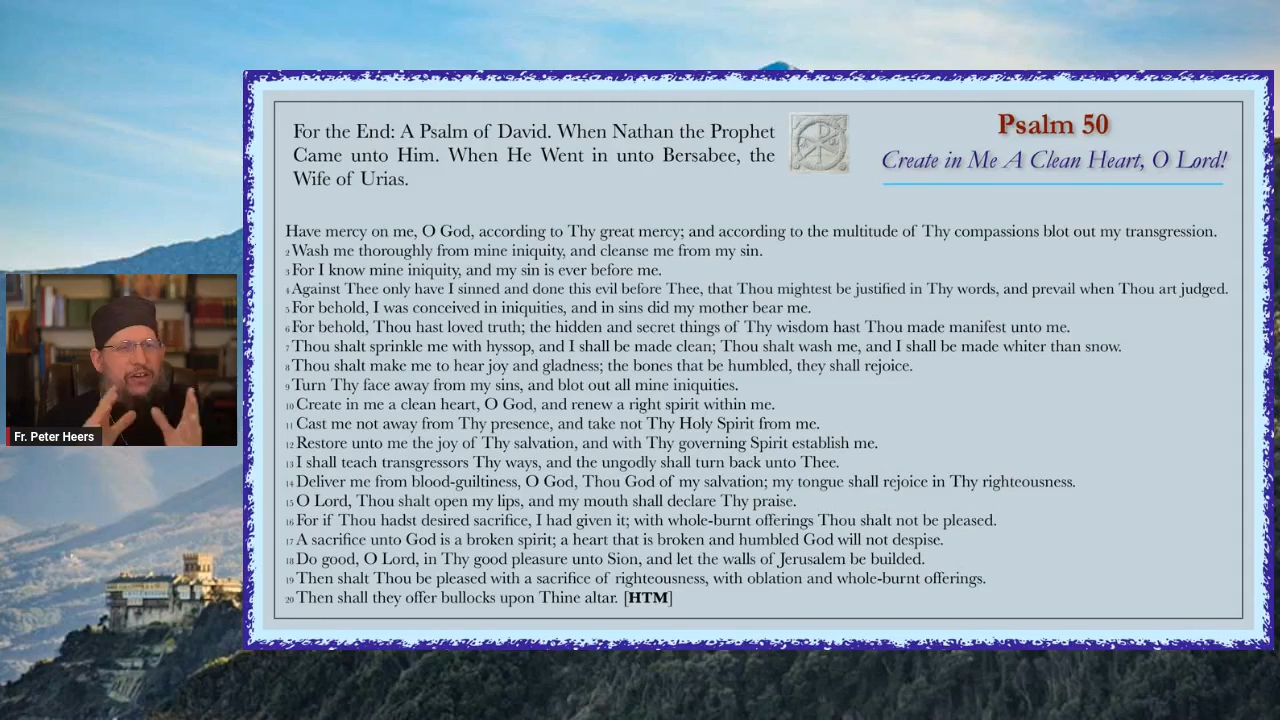 For the End: A Psalm of David. When Nathan the Prophet
Came unto Him. When He Went in unto Bersabee, the
Wife of Urias.
Psalm 50
Create in Me A Clean Heart, O Lord!
Have mercy on me, O God, according to Thy great mercy; and according to the multitude of Thy compassions blot out my transgression.
2 Wash me thoroughly from mine iniquity, and cleanse me from my sin.
3 For I know mine iniquity, and my sin is ever before me.
4 Against Thee only have I sinned and done this evil before Thee, that Thou mightest be justified in Thy words, and prevail when Thou art judged.
5 For behold, I was conceived in iniquities, and in sins did my mother bear me.
6 For behold, Thou hast loved truth; the hidden and secret things of Thy wisdom hast Thou made manifest unto me.
7 Thou shalt sprinkle me with hyssop, and I shall be made clean; Thou shalt wash me, and I shall be made whiter than snow.
8 Thou shalt make me to hear joy and gladness; the bones that be humbled, they shall rejoice.
9 Turn Thy face away from my sins, and blot out all mine iniquities.
10 Create in me a clean heart, O God, and renew a right spirit within me.
11 Cast me not away from Thy presence, and take not Thy Holy Spirit from me.
12 Restore unto me the joy of Thy salvation, and with Thy governing Spirit establish me.
13 I shall teach transgressors Thy ways, and the ungodly shall turn back unto Thee.
14 Deliver me from blood-guiltiness, O God, Thou God of my salvation; my tongue shall rejoice in Thy righteousness.
15 O Lord, Thou shalt open my lips, and my mouth shall declare Thy praise.
16 For if Thou hadst desired sacrifice, I had given it; with whole-burnt offerings Thou shalt not be pleased.
17 A sacrifice unto God is a broken spirit; a heart that is broken and humbled God will not despise.
18 Do good, O Lord, in Thy good pleasure unto Sion, and let the walls of Jerusalem be builded.
19 Then shalt Thou be pleased with a sacrifice of righteousness, with oblation and whole-burnt offerings.
20 Then shall they offer bullocks upon Thine altar. [HTM]
Fr. Peter Heers